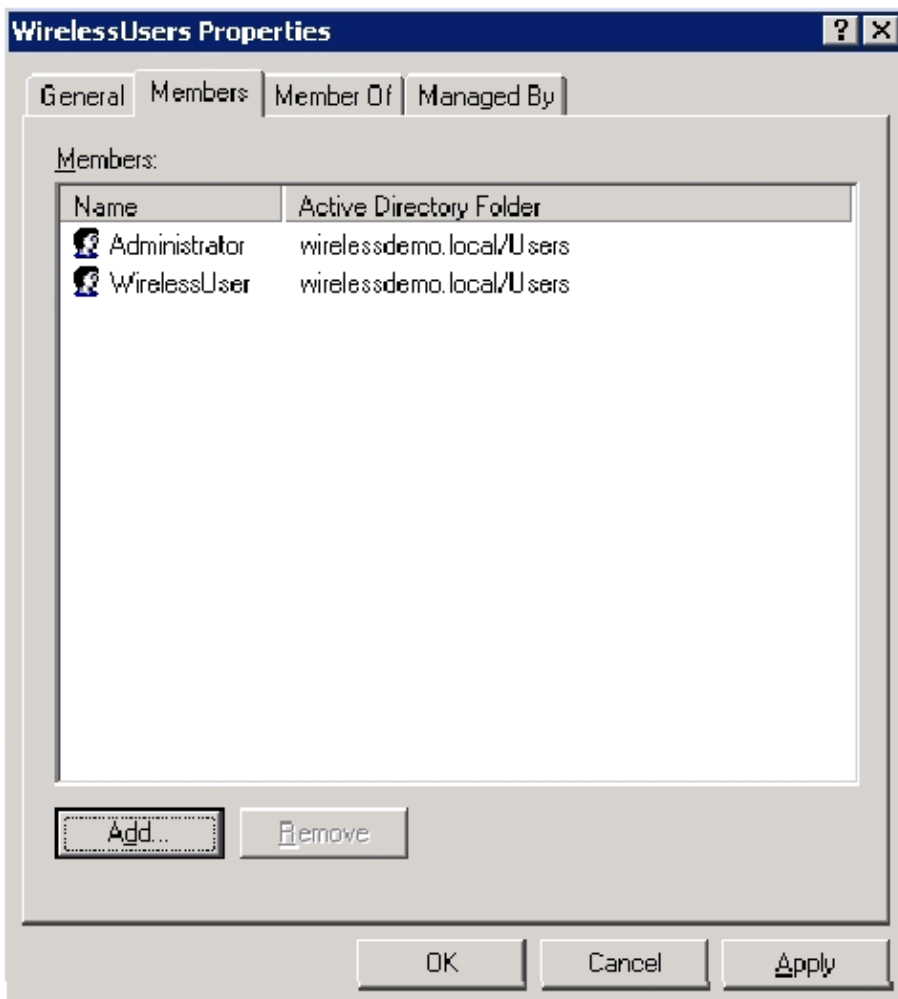 WirelessUsers Properties
General Members Member Of Managed By
Members:
Name Active Directory Folder
Administrator wirelessdemo.local/Users
WirelessUser wirelessdemo.local/Users
Add... Remove
OK Cancel Apply